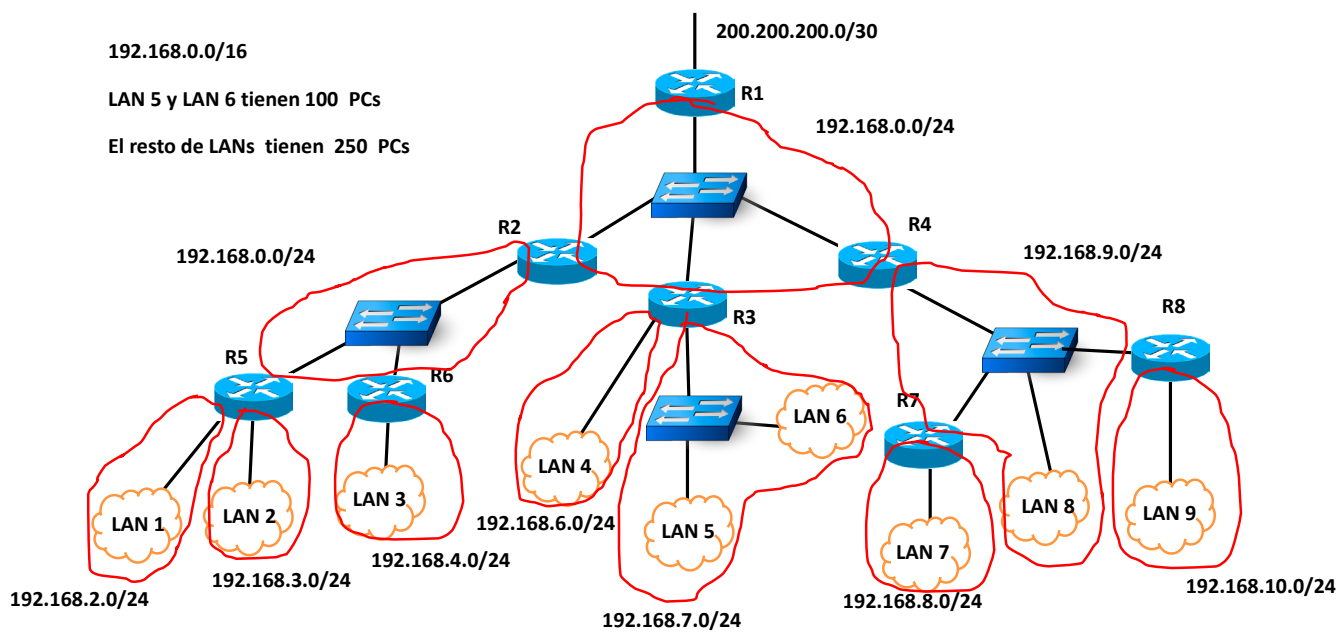 200.200.200.0/30
192.168.0.0/16
LAN 5 y LAN 6 tienen 100 PCs
El resto de LANs tienen 250 PCs
R1
192.168.0.0/24
R2
R4
192.168.0.0/24
192.168.9.0/24
R3
R8
R5
R6
R7
LAN 6
LAN 4
LAN 3
LAN 1
LAN 2
LAN 5
LAN 7
LAN 8
LAN 9
192.168.6.0/24
192.168.4.0/24
192.168.3.0/24
192.168.2.0/24
192.168.7.0/24
192.168.8.0/24
192.168.10.0/24